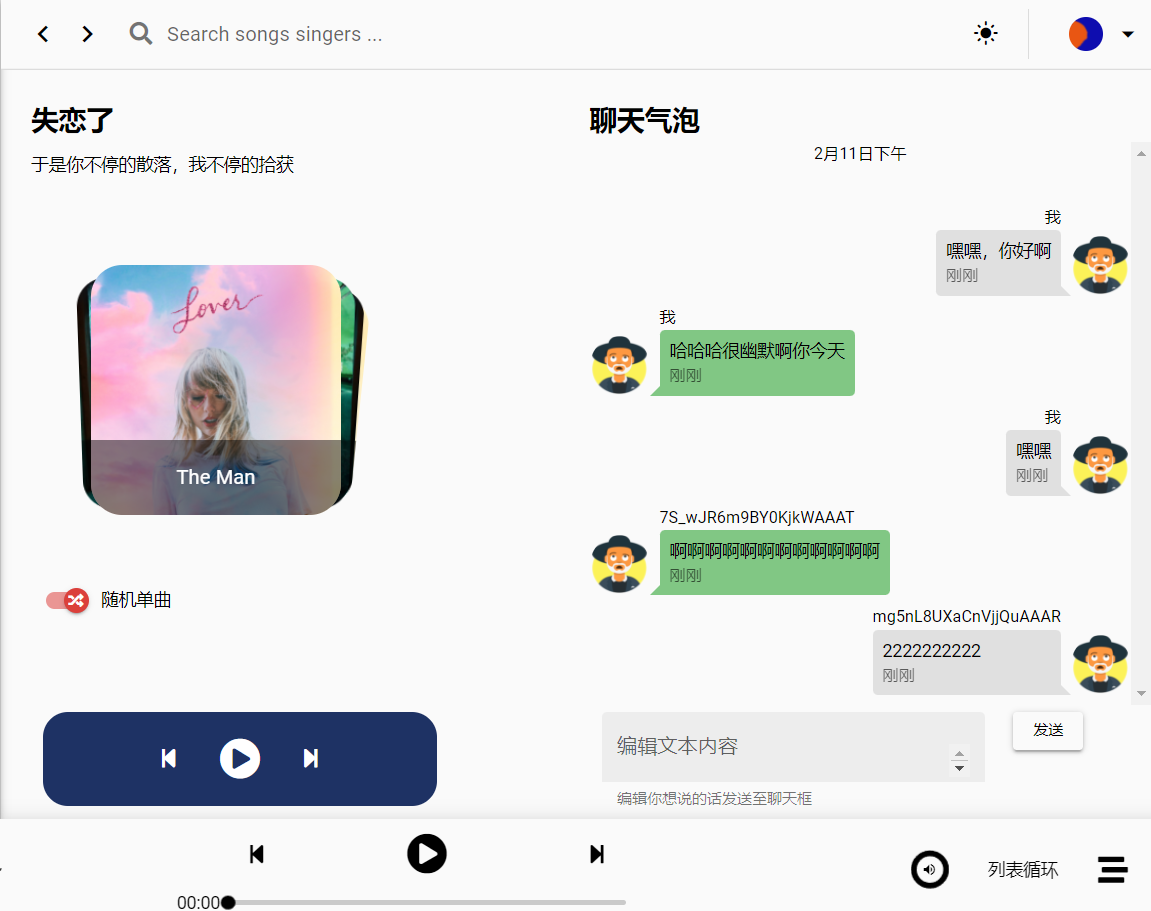 Search songs singers ...
失恋了
于是你不停的散落，我不停的拾获
Lover
The Man
随机单曲
聊天气泡
2月11日下午
我
嘿嘿，你好啊
刚刚
我
哈哈哈很幽默啊你今天
刚刚
我
嘿嘿
刚刚
7S_wJR6m9BY0KjkWAAAT
啊啊啊啊啊啊啊啊啊啊啊啊
刚刚
mg5nL8UXaCnVjjQuAAAR
2222222222
刚刚
编辑文本内容
发送
编辑你想说的话发送至聊天框
00:00
列表循环